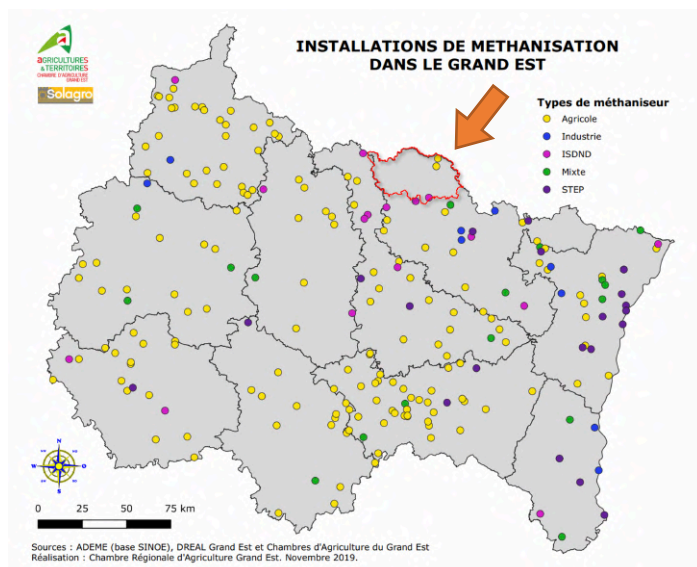 INSTALLATIONS DE METHANISATION
DANS LE GRAND EST
aGRICULTURES
& TERRITOIRES
CHAMBRE D'AGRICULTURE
GRAND EST
Solagro
Types de méthaniseur
Agricole
Industrie
ISDND
Mixte
STEP
N
W
O
S
0 25 50 75 km
Sources : ADEME (base SINOE), DREAL Grand Est et Chambres d'Agriculture du Grand Est
Réalisation : Chambre Régionale d'Agriculture Grand Est. Novembre 2019.